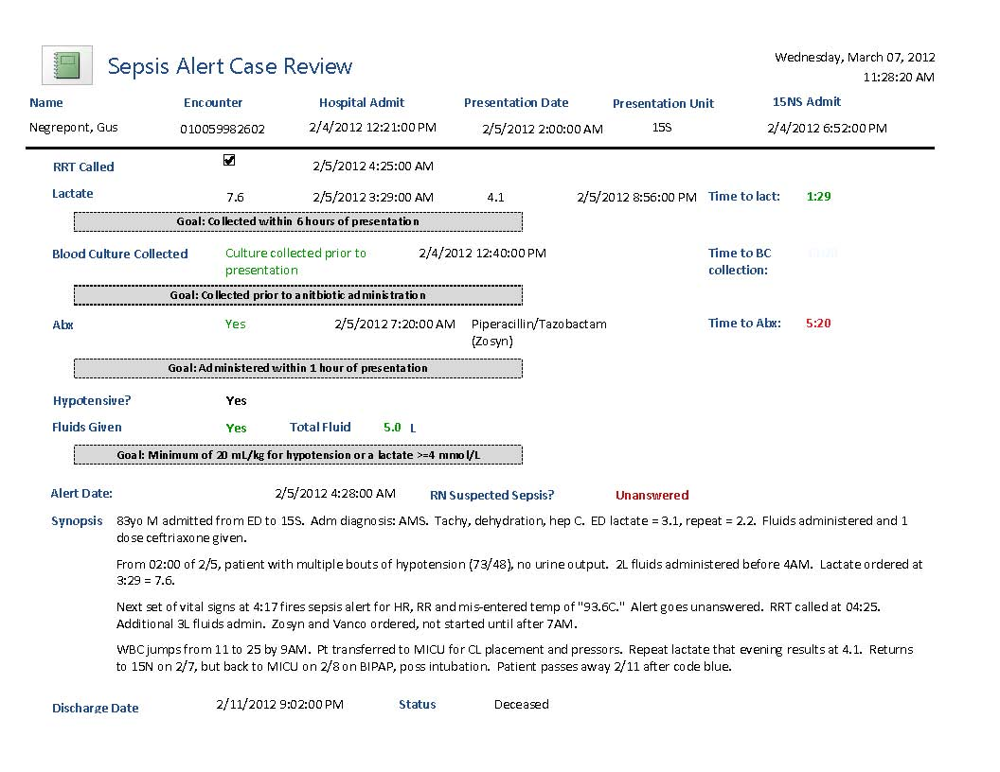 Sepsis Alert Case Review
Wednesday, March 07, 2012
11:28:20 AM
Name Encounter Hospital Admit Presentation Date Presentation Unit 15NS Admit
Negrepont, Gus 010059982602 2/4/2012 12:21:00 PM 2/5/2012 2:00:00 AM 15S 2/4/2012 6:52:00 PM
RRT Called 2/5/2012 4:25:00 AM
Lactate 7.6 2/5/2012 3:29:00 AM 4.1 2/5/2012 8:56:00 PM Time to lact: 1:29
Goal: Collected within 6 hours of presentation
Blood Culture Collected Culture collected prior to 2/4/2012 12:40:00 PM Time to BC
presentation collection:
Goal: Collected prior to anitbiotic administration
Abx Yes 2/5/2012 7:20:00 AM Piperacillin/Tazobactam Time to Abx: 5:20
(Zosyn)
Goal: Administered within 1 hour of presentation
Hypotensive? Yes
Fluids Given Yes Total Fluid 5.0 L
Goal: Minimum of 20 mL/kg for hypotension or a lactate >=4 mmol/L
Alert Date: 2/5/2012 4:28:00 AM RN Suspected Sepsis? Unanswered
Synopsis 83yo M admitted from ED to 15S. Adm diagnosis: AMS. Tachy, dehydration, hep C. ED lactate = 3.1, repeat = 2.2. Fluids administered and 1
dose ceftriaxone given.
From 02:00 of 2/5, patient with multiple bouts of hypotension (73/48), no urine output. 2L fluids administered before 4AM. Lactate ordered at
3:29 = 7.6.
Next set of vital signs at 4:17 fires sepsis alert for HR, RR and mis-entered temp of "93.6C." Alert goes unanswered. RRT called at 04:25.
Additional 3L fluids admin. Zosyn and Vanco ordered, not started until after 7AM.
WBC jumps from 11 to 25 by 9AM. Pt transferred to MICU for CL placement and pressors. Repeat lactate that evening results at 4.1. Returns
to 15N on 2/7, but back to MICU on 2/8 on BIPAP, poss intubation. Patient passes away 2/11 after code blue.
Discharge Date 2/11/2012 9:02:00 PM Status Deceased